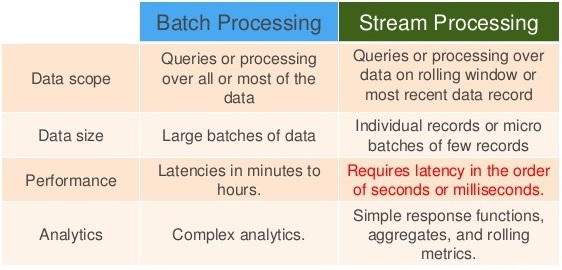 Batch Processing
Stream Processing
Data scope
Queries or processing
over all or most of the
data
Queries or processing over
data on rolling window or
most recent data record
Data size
Large batches of data
Individual records or micro
batches of few records
Performance
Latencies in minutes to
hours.
Requires latency in the order
of seconds or milliseconds.
Analytics
Complex analytics.
Simple response functions,
aggregates, and rolling
metrics.